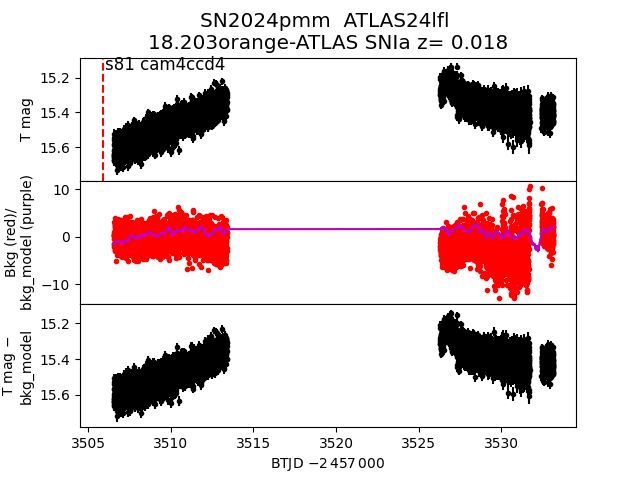 SN2024pmm  ATLAS24lfl
18.203orange-ATLAS SNIa z= 0.018
s81 cam4ccd4
T mag
15.2
15.4
15.6
Bkg (red)/
bkg_model (purple)
10
0
−10
T mag −
bkg_model
15.2
15.4
15.6
3505 3510 3515 3520 3525 3530
BTJD −2 457 000